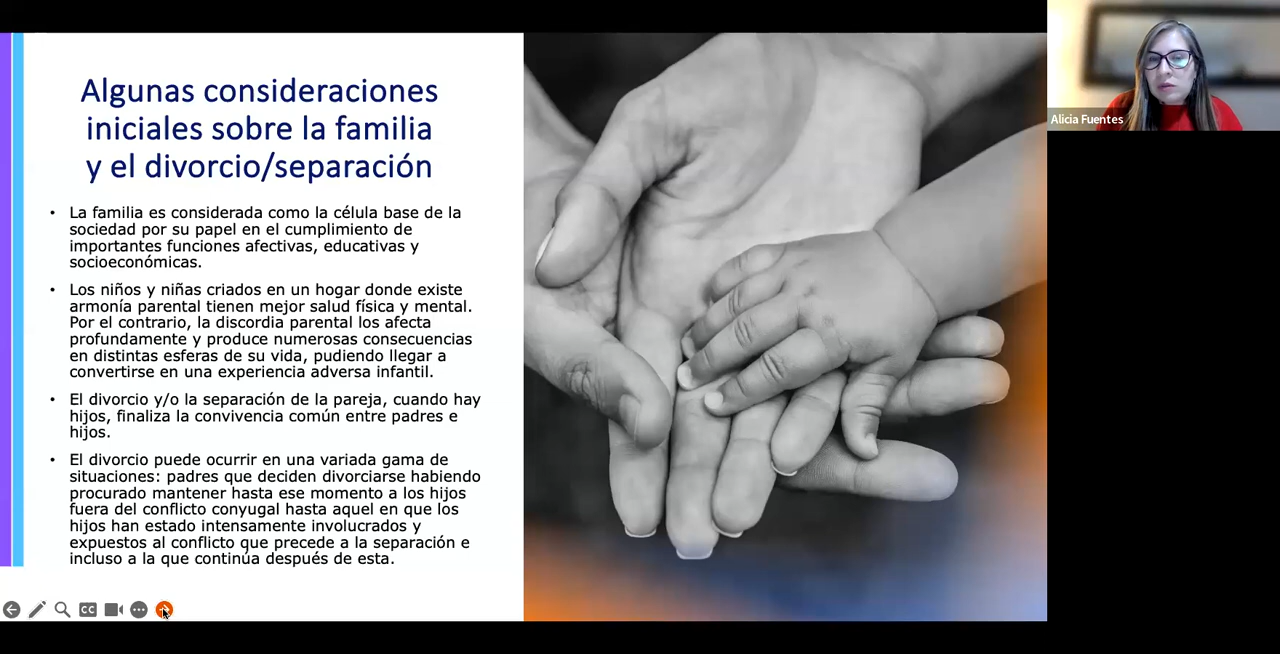 Algunas consideraciones
iniciales sobre la familia
y el divorcio/separación
• La familia es considerada como la célula base de la
sociedad por su papel en el cumplimiento de
importantes funciones afectivas, educativas y
socioeconómicas.
• Los niños y niñas criados en un hogar donde existe
armonía parental tienen mejor salud física y mental.
Por el contrario, la discordia parental los afecta
profundamente y produce numerosas consecuencias
en distintas esferas de su vida, pudiendo llegar a
convertirse en una experiencia adversa infantil.
• El divorcio y/o la separación de la pareja, cuando hay
hijos, finaliza la convivencia común entre padres e
hijos.
• El divorcio puede ocurrir en una variada gama de
situaciones: padres que deciden divorciarse habiendo
procurado mantener hasta ese momento a los hijos
fuera del conflicto conyugal hasta aquel en que los
hijos han estado intensamente involucrados y
expuestos al conflicto que precede a la separación e
incluso a la que continúa después de esta.
CC
Alicia Fuentes